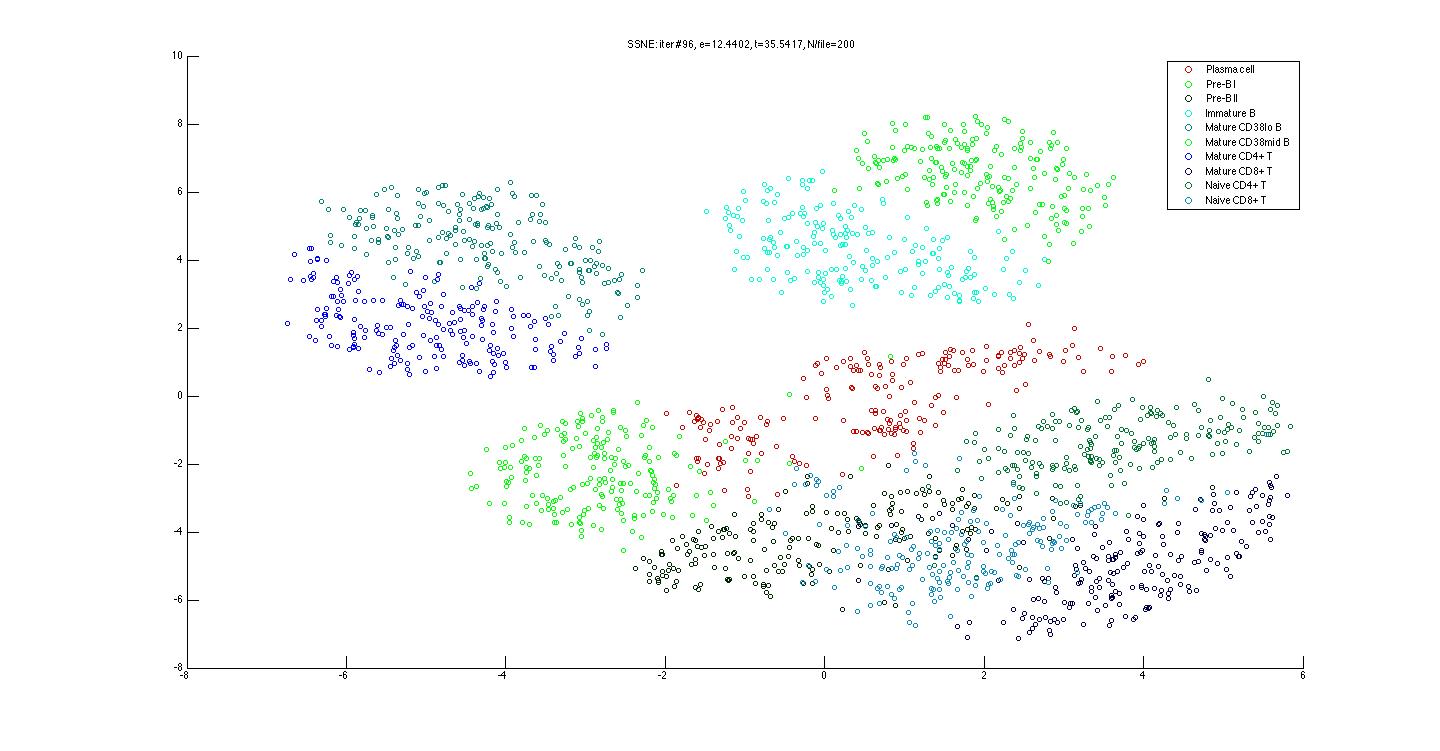 SSNE: iter#96, e=12.4402, t=35.5417, N/file=200
10
8
6
4
2
0
-2
-4
-6
-8
-8 -6 -4 -2 0 2 4 6
Plasma cell
Pre-B I
Pre-B II
Immature B
Mature CD38lo B
Mature CD38mid B
Mature CD4+ T
Mature CD8+ T
Naive CD4+ T
Naive CD8+ T